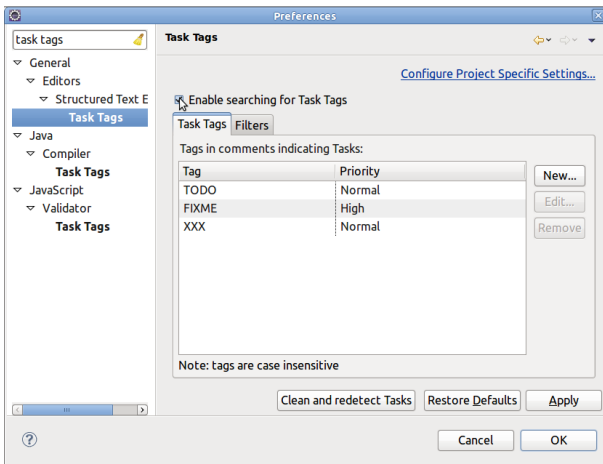 Preferences
task tags
Task Tags
General
Editors
Structured Text E
Task Tags
Java
Compiler
Task Tags
JavaScript
Validator
Task Tags
Configure Project Specific Settings...
Enable searching for Task Tags
Task Tags Filters
Tags in comments indicating Tasks:
Tag Priority
TODO Normal
FIXME High
XXX Normal
New...
Edit...
Remove
Note: tags are case insensitive
Clean and redetect Tasks Restore Defaults Apply
? Cancel OK